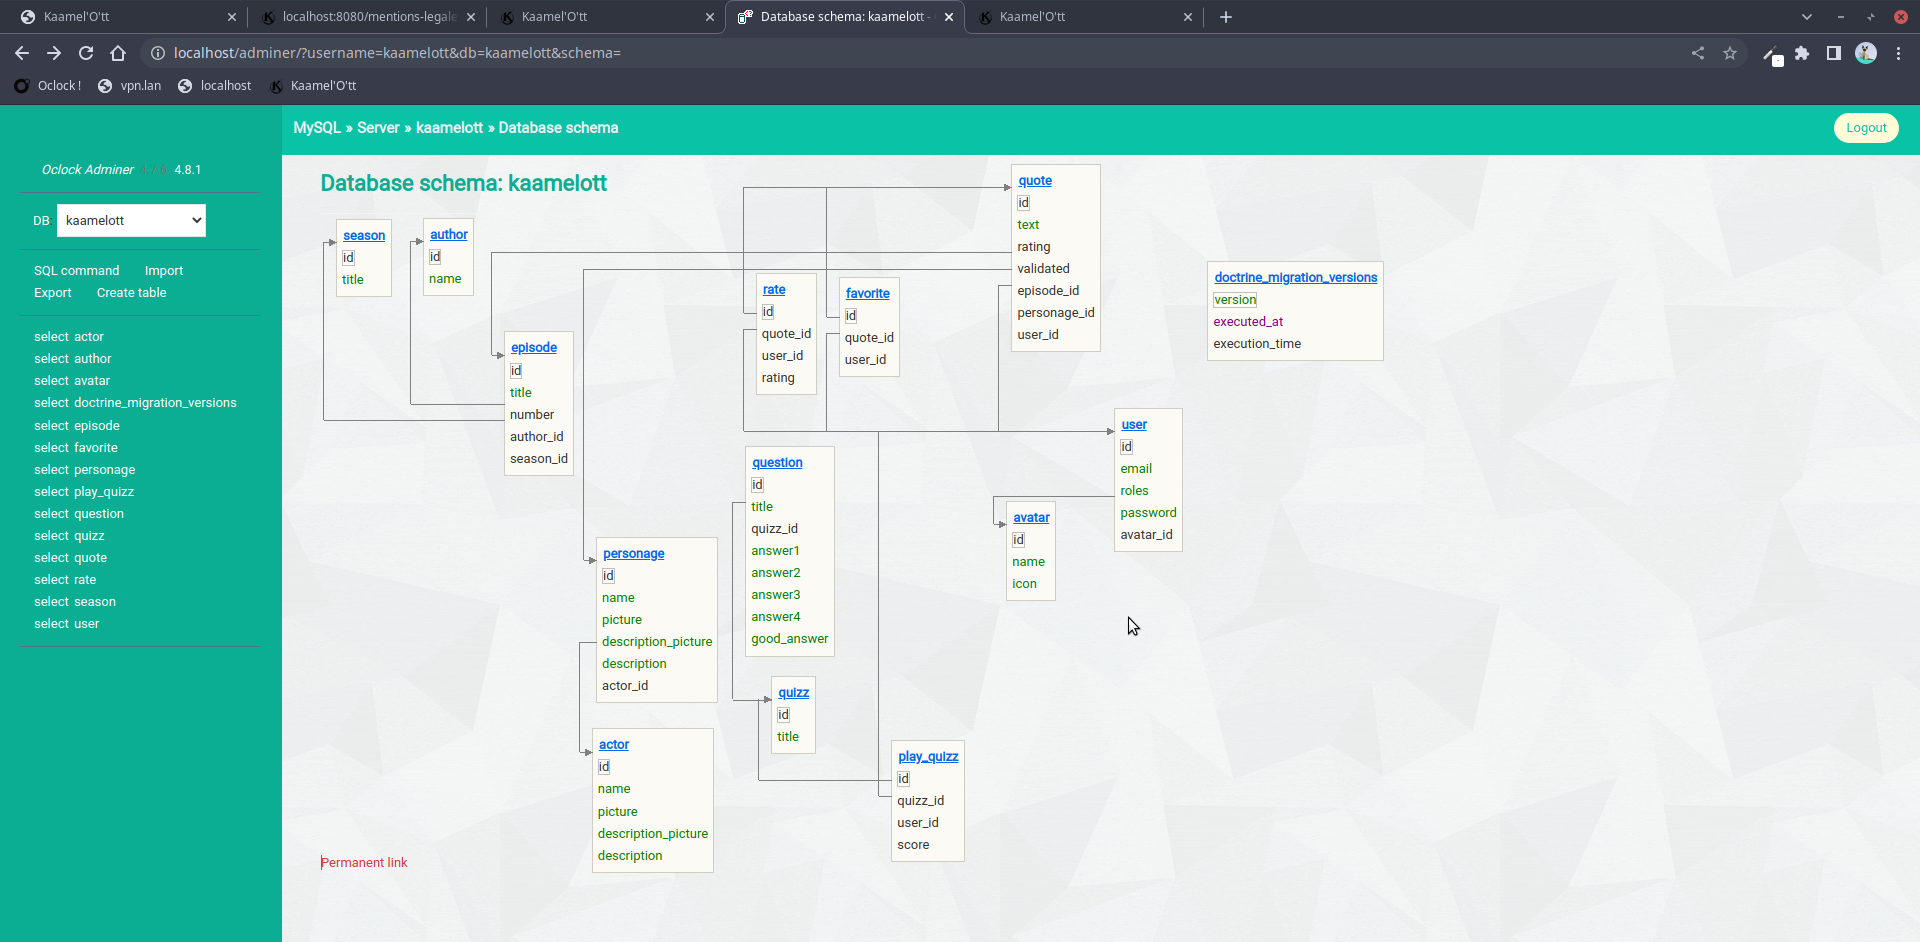 Kaamel'O'tt
localhost:8080/mentions-legale
Kaamel'O'tt
Database schema: kaamelott -
Kaamel'O'tt
localhost/adminer/?username=kaamelott&db=kaamelott&schema=
Oclock !
vpn.lan
localhost
Kaamel'O'tt
MySQL » Server » kaamelott » Database schema
Logout
Oclock Adminer 4.7.6 4.8.1
DB
kaamelott
SQL command Import
Export Create table
select actor
select author
select avatar
select doctrine_migration_versions
select episode
select favorite
select personage
select play_quizz
select question
select quizz
select quote
select rate
select season
select user
Database schema: kaamelott
season
id
title
author
id
name
episode
id
title
number
author_id
season_id
rate
id
quote_id
user_id
rating
favorite
id
quote_id
user_id
quote
id
text
rating
validated
episode_id
personage_id
user_id
doctrine_migration_versions
version
executed_at
execution_time
user
id
email
roles
password
avatar_id
question
id
title
quizz_id
answer1
answer2
answer3
answer4
good_answer
avatar
id
name
icon
personage
id
name
picture
description_picture
description
actor_id
quizz
id
title
actor
id
name
picture
description_picture
description
play_quizz
id
quizz_id
user_id
score
Permanent link